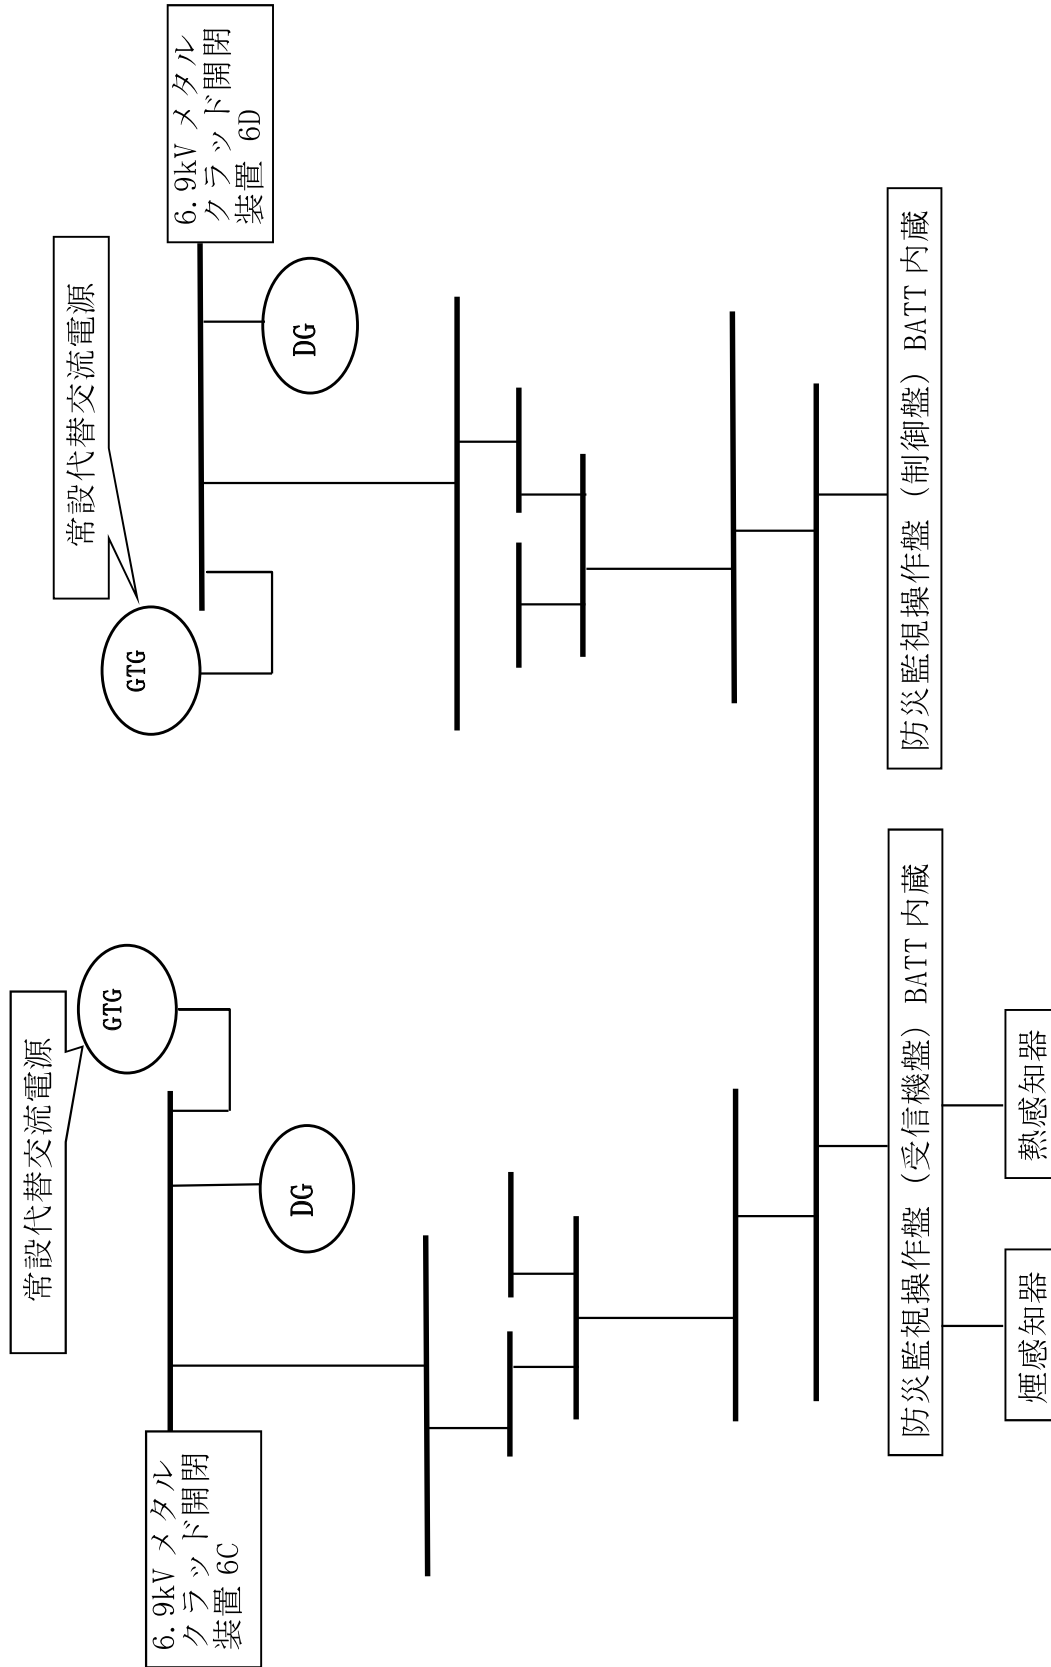 常設代替交流電源
GTG
6.9kV メタル
クラッド開閉
装置 6C
DG
常設代替交流電源
GTG
6.9kV メタル
クラッド開閉
装置 6D
DG
防災監視操作盤（受信機盤）BATT 内蔵
防災監視操作盤（制御盤）BATT 内蔵
煙感知器
熱感知器